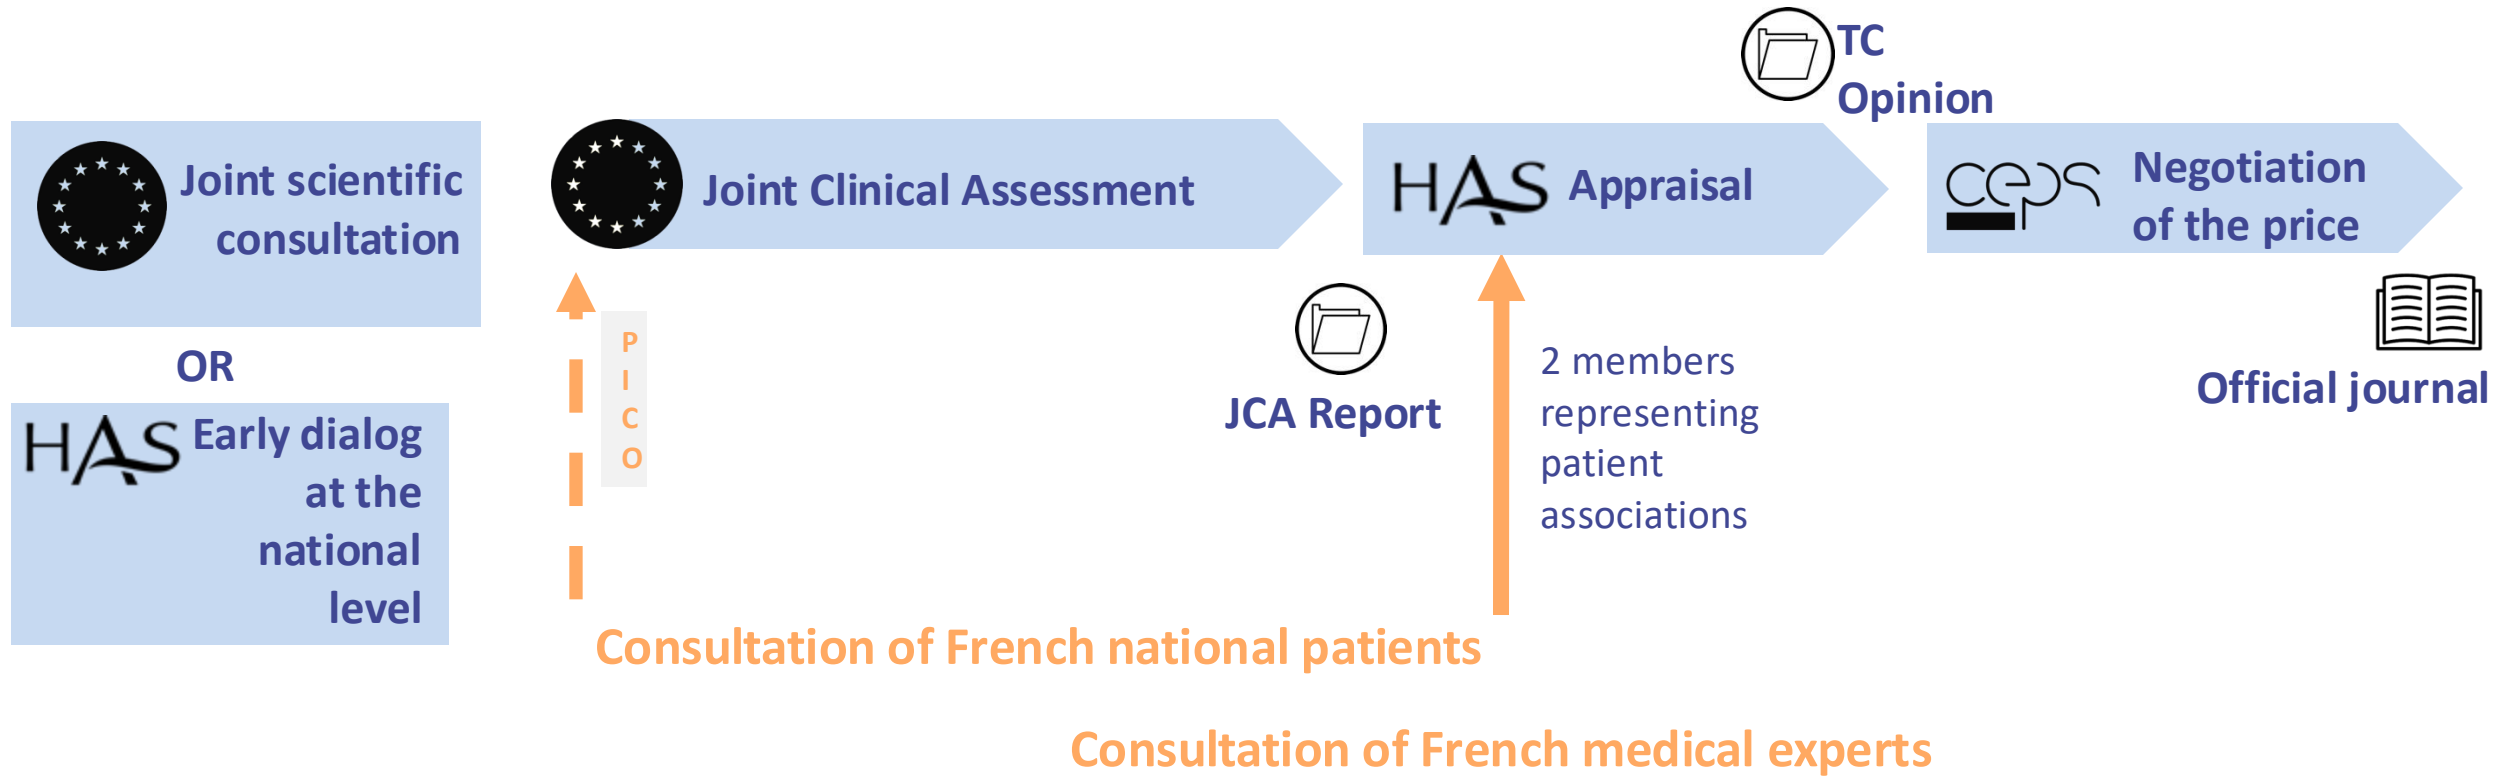 TC
Opinion
Joint scientific
consultation
Joint Clinical Assessment
HAS
Appraisal
ceps
Negotiation
of the price
OR
HAS
Early dialog
at the
national
level
P
I
C
O
JCA Report
2 members
representing
patient
associations
Official journal
Consultation of French national patients
Consultation of French medical experts